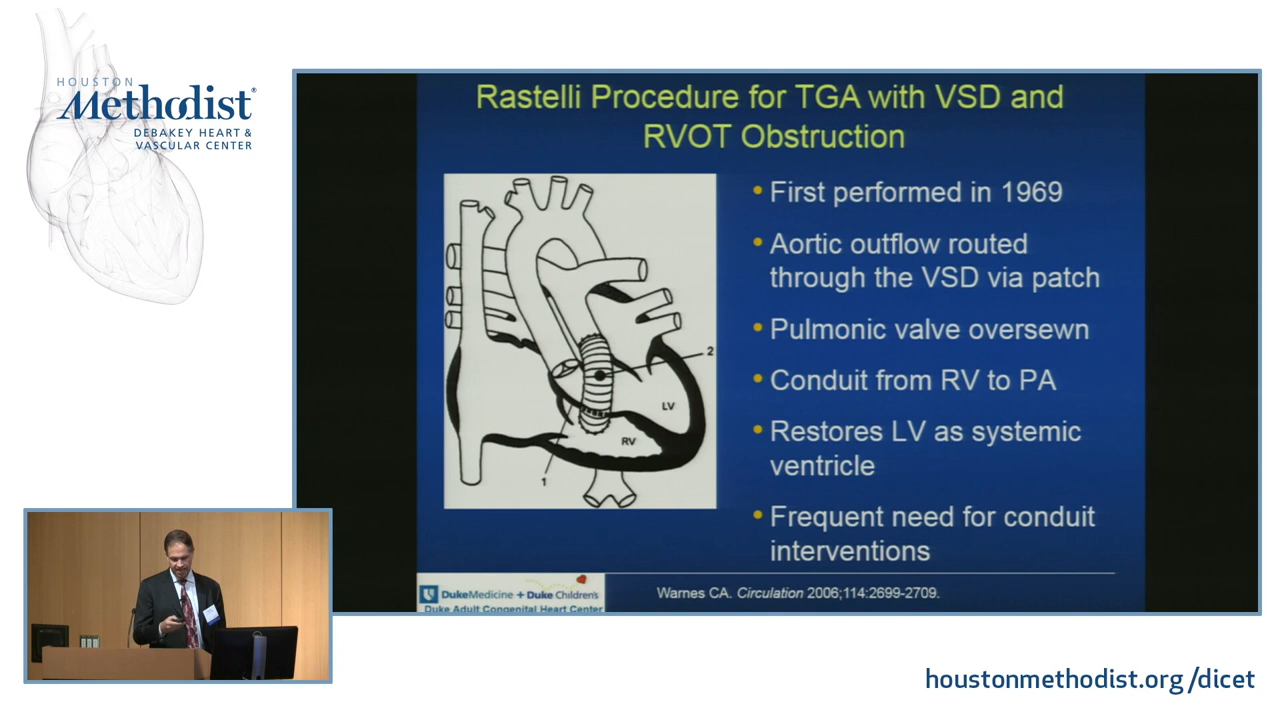 HOUSTON
Methodist®
DEBAKEY HEART &
VASCULAR CENTER
Rastelli Procedure for TGA with VSD and
RVOT Obstruction
2
LV
RV
1
• First performed in 1969
• Aortic outflow routed
through the VSD via patch
• Pulmonic valve oversewn
• Conduit from RV to PA
• Restores LV as systemic
ventricle
• Frequent need for conduit
interventions
DukeMedicine + Duke Children's
Duke Adult Congenital Heart Center
Warnes CA. Circulation 2006;114:2699-2709.
houstonmethodist.org/dicet